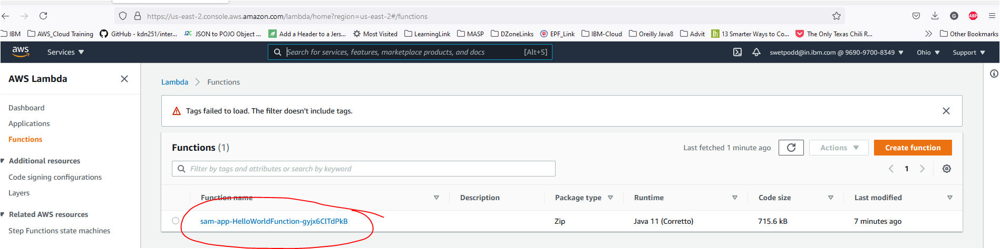 https://us-east-2.console.aws.amazon.com/lambda/home?region=us-east-2#/functions
G ABP
IBM AWS_Cloud Training GitHub - kdn251/inter... J2C JSON to POJO Object ... Add a Header to a Jers... Most Visited LearningLink MASP DZoneLinks EPF_Link IBM-Cloud Oreilly Java8 Advit h 13 Smarter Ways to Co... The Only Texas Chili R... Other Bookmarks
aws Services Search for services, features, marketplace products, and docs [Alt+S] swetpodd@in.ibm.com @ 9690-9700-8349 Ohio Support
AWS Lambda
Dashboard
Applications
Functions
Additional resources
Code signing configurations
Layers
Related AWS resources
Step Functions state machines
Lambda > Functions
Tags failed to load. The filter doesn't include tags.
Functions (1) Last fetched 1 minute ago Actions Create function
Filter by tags and attributes or search by keyword 1
Function name Description Package type Runtime Code size Last modified
sam-app-HelloWorldFunction-gyjx6ClTdPkB Zip Java 11 (Corretto) 715.6 kB 7 minutes ago